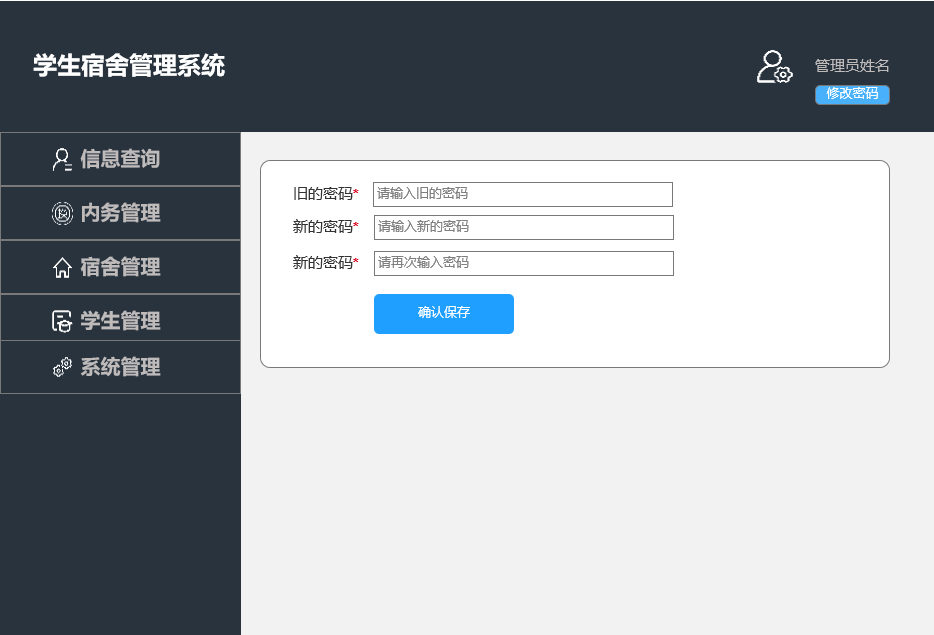 学生宿舍管理系统
管理员姓名
修改密码
信息查询
内务管理
宿舍管理
学生管理
系统管理
旧的密码* 请输入旧的密码
新的密码* 请输入新的密码
新的密码* 请再次输入密码
确认保存